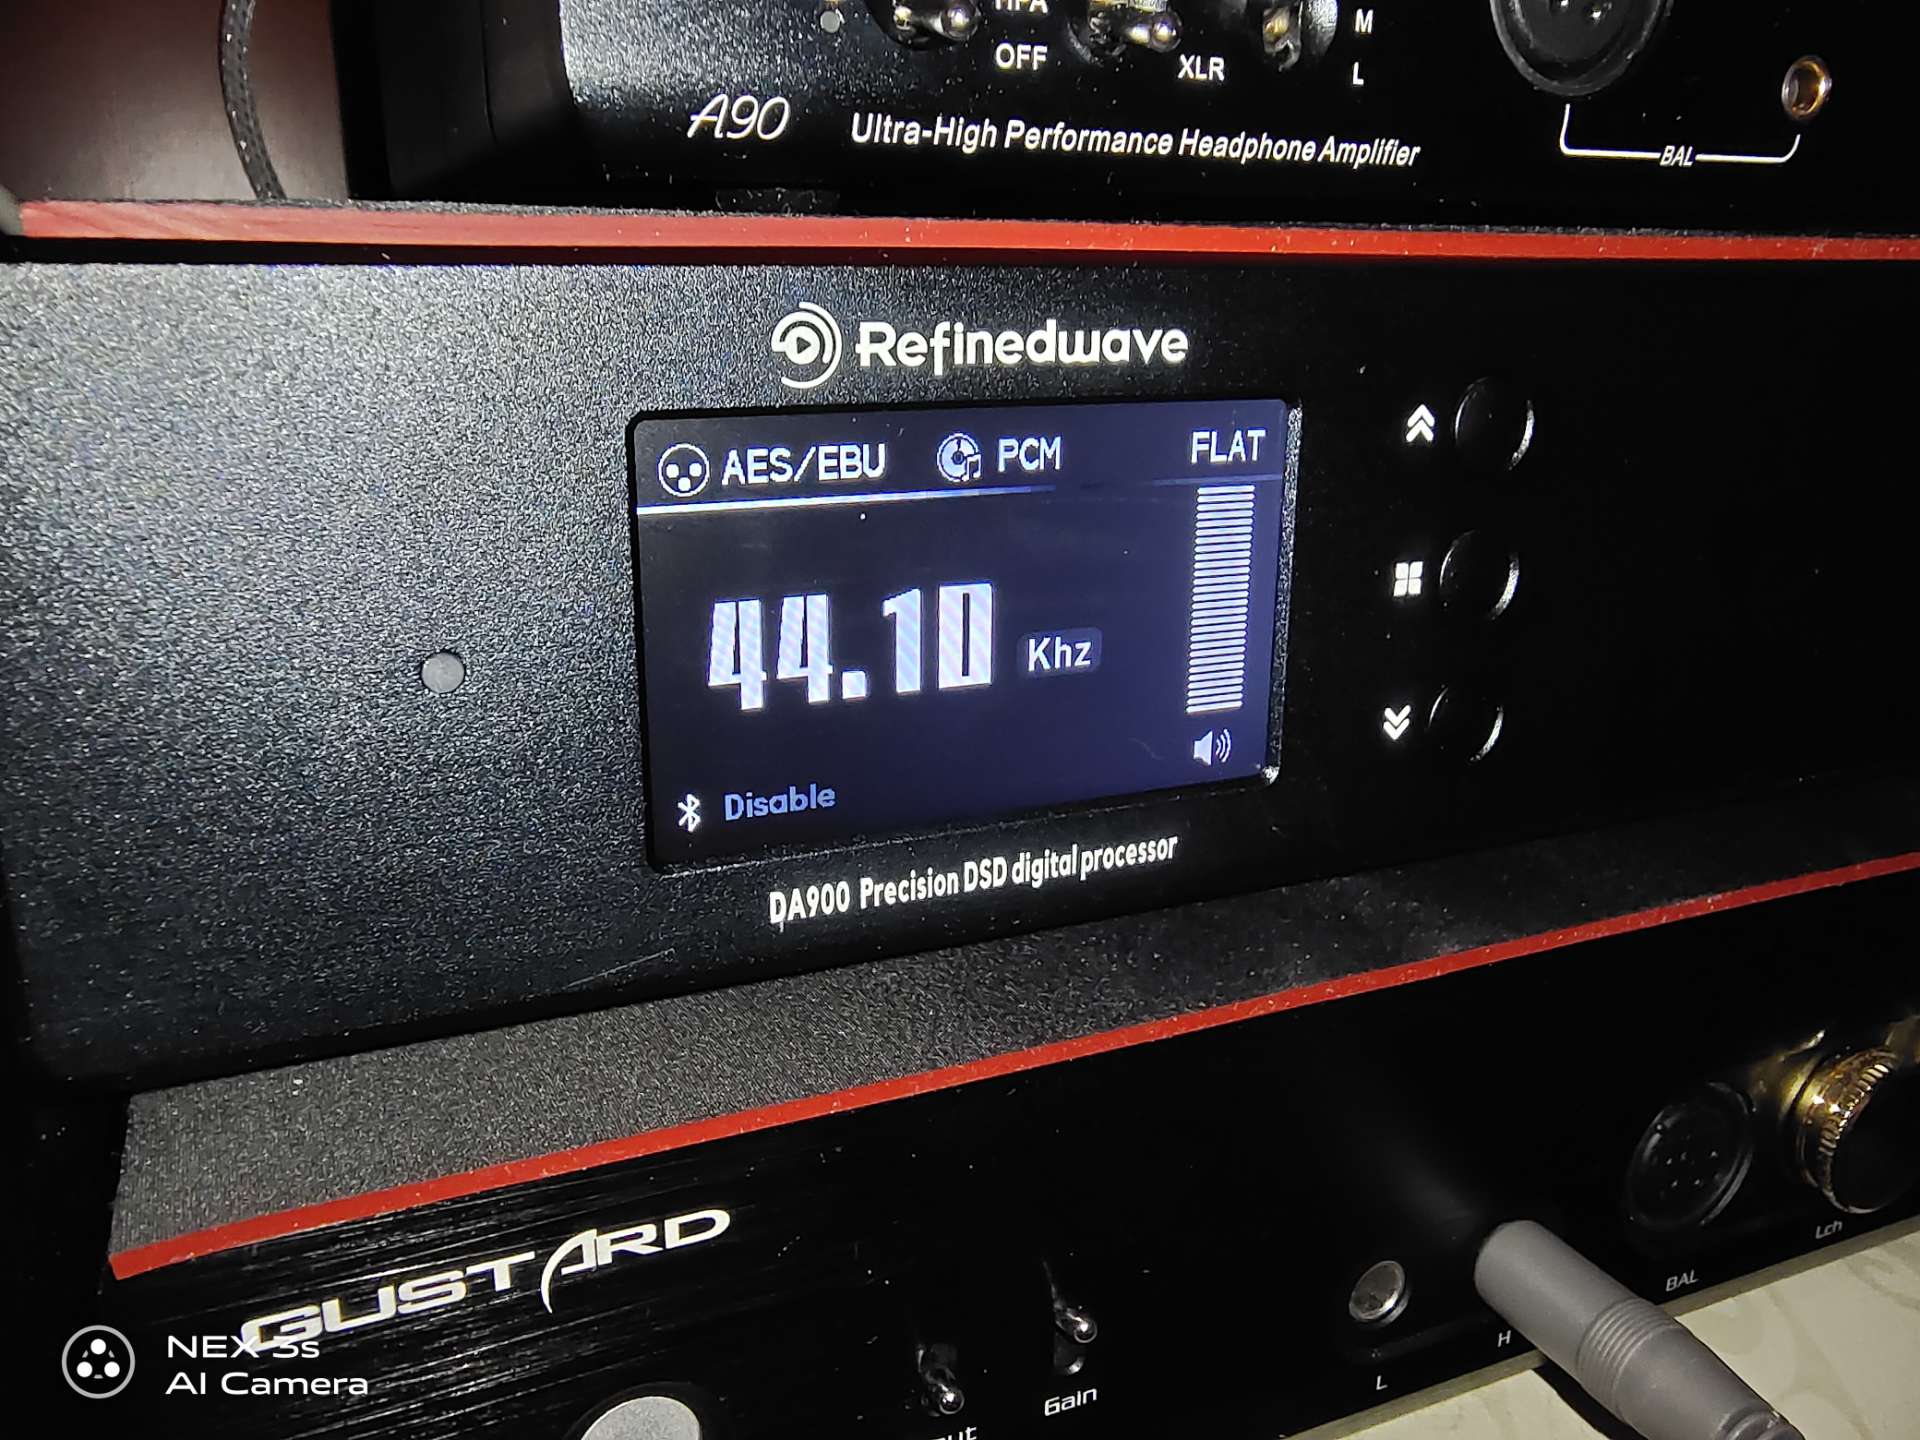 HPA
OFF
XLR
M
L
A90
Ultra-High Performance Headphone Amplifier
BAL
Refinedwave
AES/EBU
PCM
FLAT
44.10
Khz
Disable
DA900 Precision DSD digital processor
GUSTARD
Gain
L
H
BAL
Lch
NEX 3s
AI Camera